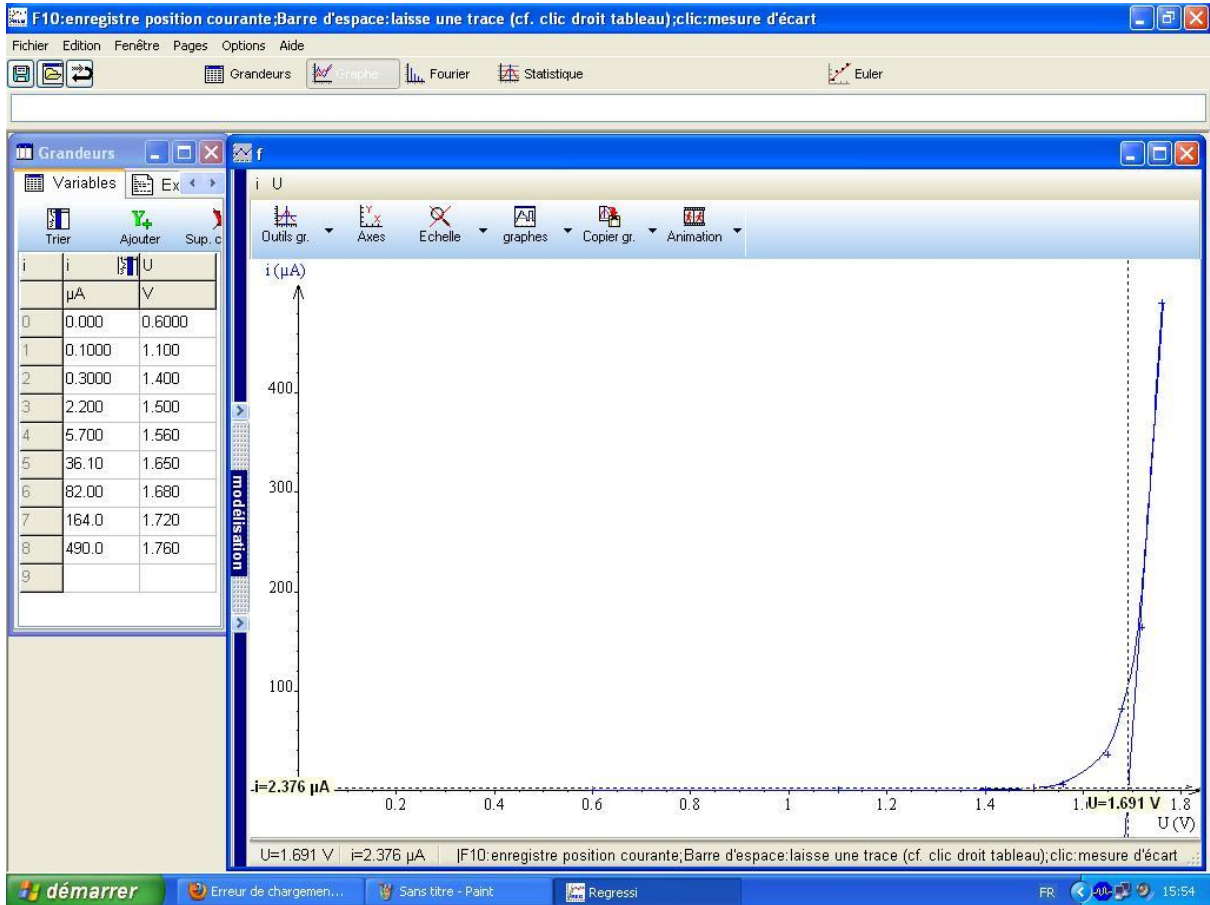 F10:enregistre position courante;Barre d'espace:laisse une trace (cf. clic droit tableau);clic:mesure d'écart
Fichier Edition Fenêtre Pages Options Aide
Grandeurs Graphe Fourier Statistique Euler
Grandeurs
Variables Ex
Trier Ajouter Sup. c
i i U
µA V
0 0.000 0.6000
1 0.1000 1.100
2 0.3000 1.400
3 2.200 1.500
4 5.700 1.560
5 36.10 1.650
6 82.00 1.680
7 164.0 1.720
8 490.0 1.760
9
modélisation
f
i U
Outils gr. Axes Echelle graphes Copier gr. Animation
i (µA)
400
300
200
100
i=2.376 µA
0.2 0.4 0.6 0.8 1 1.2 1.4 1. U=1.691 V 1.8
U (V)
U=1.691 V i=2.376 µA |F10:enregistre position courante;Barre d'espace:laisse une trace (cf. clic droit tableau);clic:mesure d'écart
démarrer Erreur de chargemen... Sans titre - Paint Regressi FR 15:54